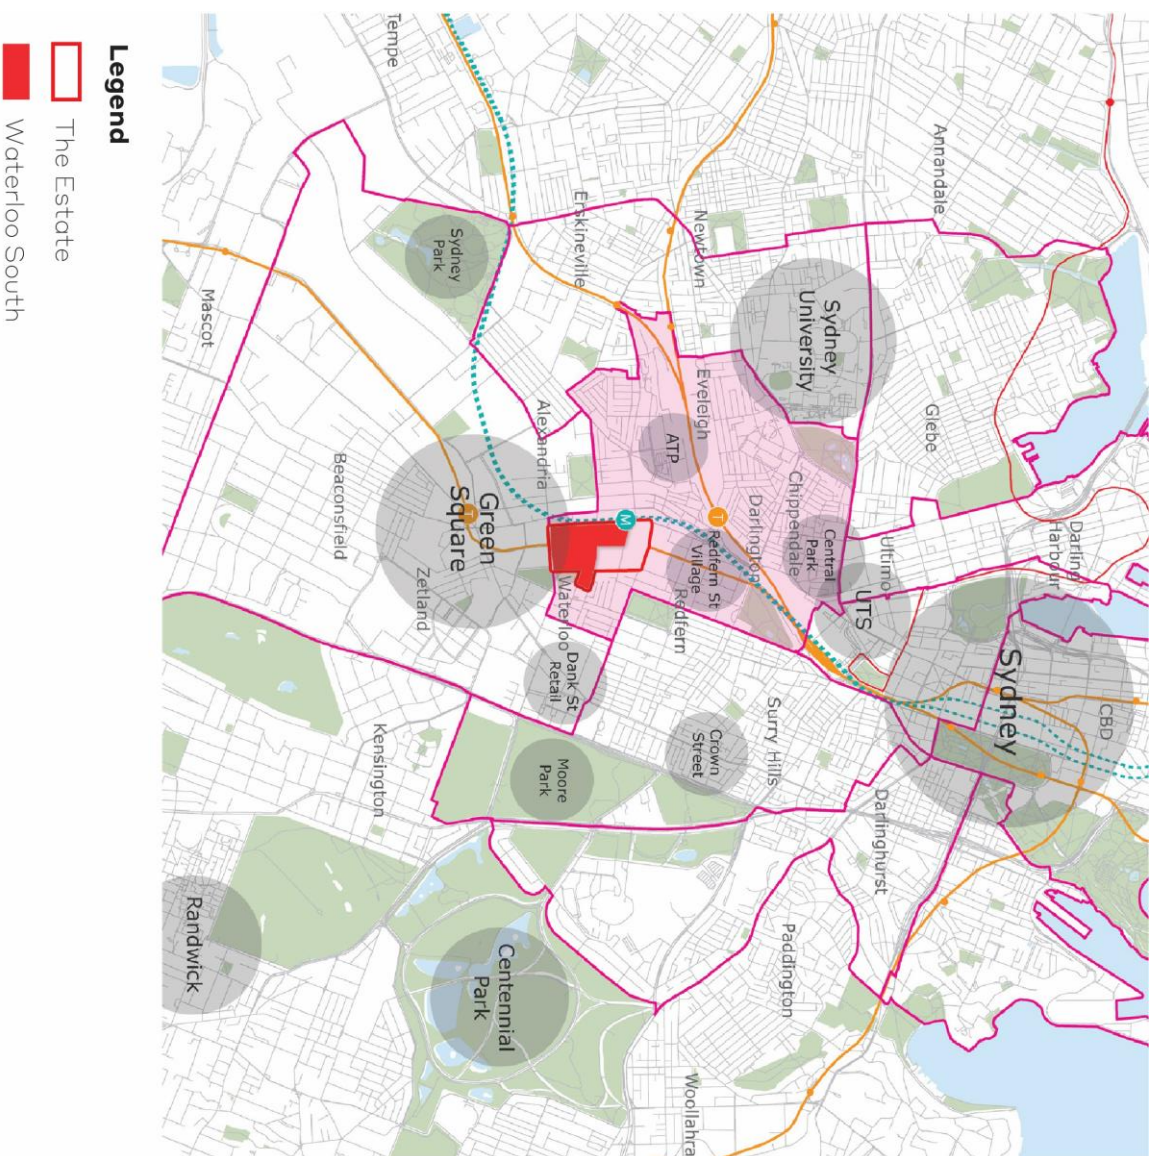 CBD
Darling
Harbour
Sydney
Annandale
Glebe
Ultimo
Darlinghurst
UTS
Sydney
University
Central
Park
Chippendale
Paddington
Surry Hills
Darlington
T
Crown
Street
Redfern St
Village
Newtown
Eveleigh
Woollahra
Redfern
ATP
M
Erskineville
Dank St
Retail
Waterloo
Moore
Park
Alexandria
Centennial
Park
Green
Square
T
Sydney
Park
Zetland
Tempe
Kensington
Beaconsfield
Mascot
Randwick
Legend
The Estate
Waterloo South